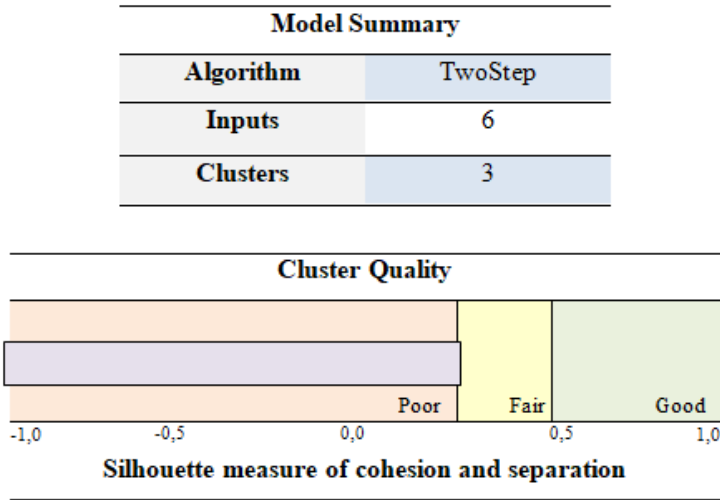 Model Summary
Algorithm TwoStep
Inputs 6
Clusters 3
Cluster Quality
Poor Fair Good
-1,0 -0,5 0,0 0,5 1,0
Silhouette measure of cohesion and separation